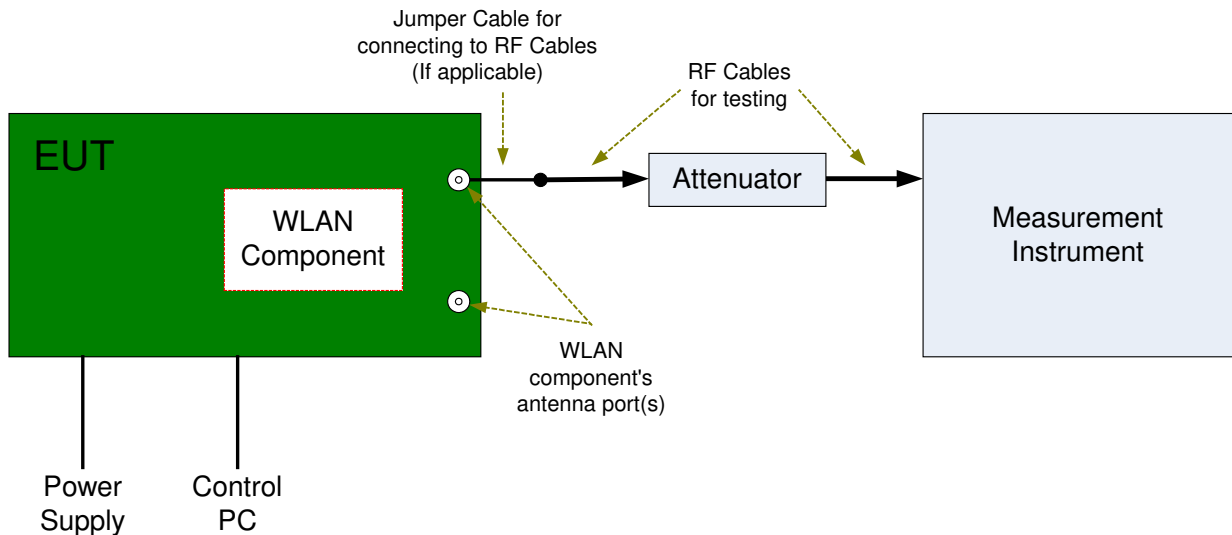 Jumper Cable for
connecting to RF Cables
(If applicable)
RF Cables
for testing
EUT
WLAN
Component
Attenuator
Measurement
Instrument
WLAN
component's
antenna port(s)
Power
Supply
Control
PC